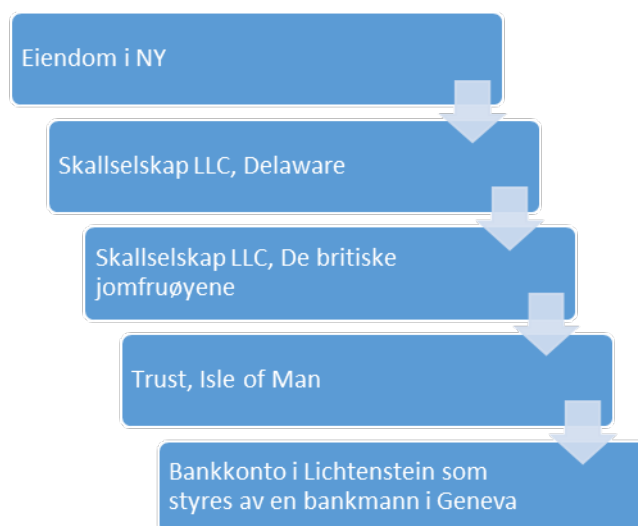 Eiendom i NY
Skallselskap LLC, Delaware
Skallselskap LLC, De britiske
jomfruøyene
Trust, Isle of Man
Bankkonto i Lichtenstein som
styres av en bankmann i Geneva